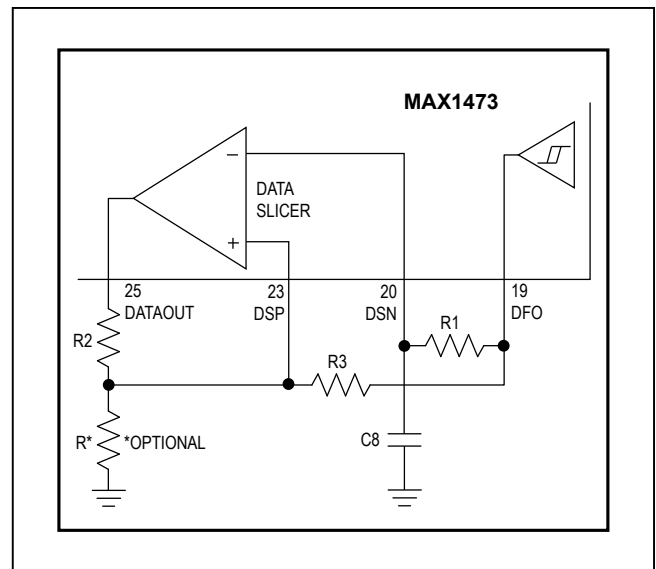 MAX1473
−
DATA
SLICER
+
25
DATAOUT
23
DSP
20
DSN
19
DFO
R1
R2
R3
R*
*OPTIONAL
C8